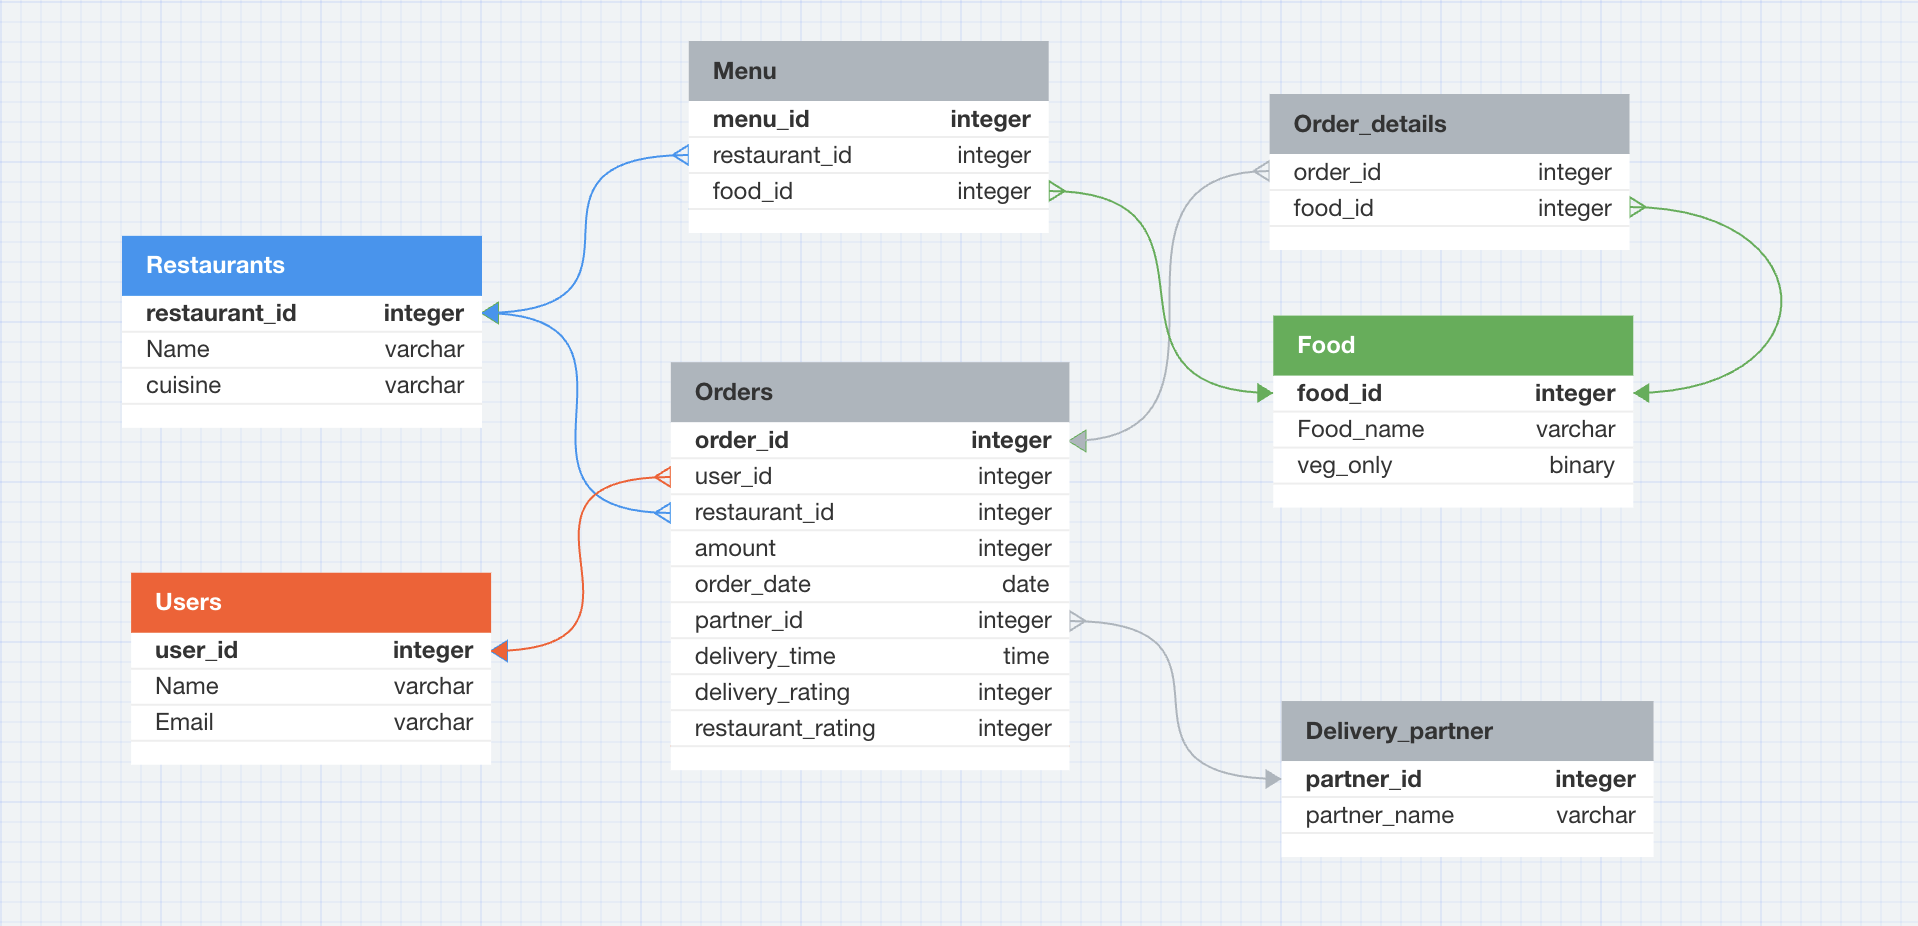 Menu
menu_id integer
restaurant_id integer
food_id integer
Order_details
order_id integer
food_id integer
Restaurants
restaurant_id integer
Name varchar
cuisine varchar
Food
food_id integer
Food_name varchar
veg_only binary
Orders
order_id integer
user_id integer
restaurant_id integer
amount integer
order_date date
partner_id integer
delivery_time time
delivery_rating integer
restaurant_rating integer
Users
user_id integer
Name varchar
Email varchar
Delivery_partner
partner_id integer
partner_name varchar